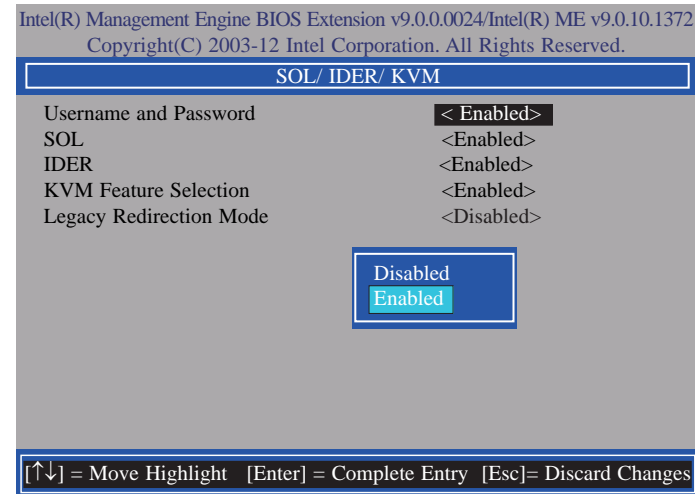 Intel(R) Management Engine BIOS Extension v9.0.0.0024/Intel(R) ME v9.0.10.1372
Copyright(C) 2003-12 Intel Corporation. All Rights Reserved.
SOL/ IDER/ KVM
Username and Password < Enabled>
SOL <Enabled>
IDER <Enabled>
KVM Feature Selection <Enabled>
Legacy Redirection Mode <Disabled>
Disabled
Enabled
[↑↓] = Move Highlight [Enter] = Complete Entry [Esc]= Discard Changes